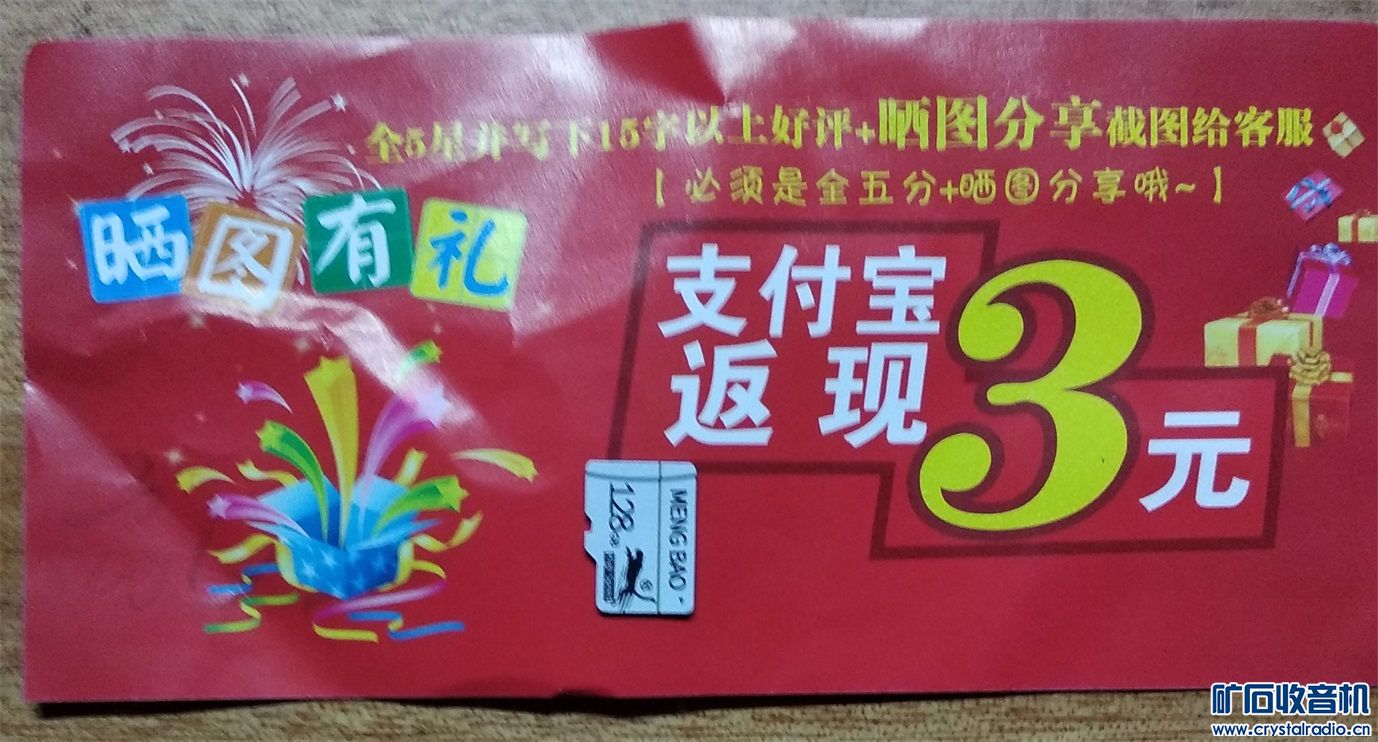 全5星并写下15字以上好评+晒图分享截图给客服
【必须是全五分+晒图分享哦~】
晒图有礼
支付宝
返现3元
MENG BAO
128GB
矿石收音机
www.crystalradio.cn